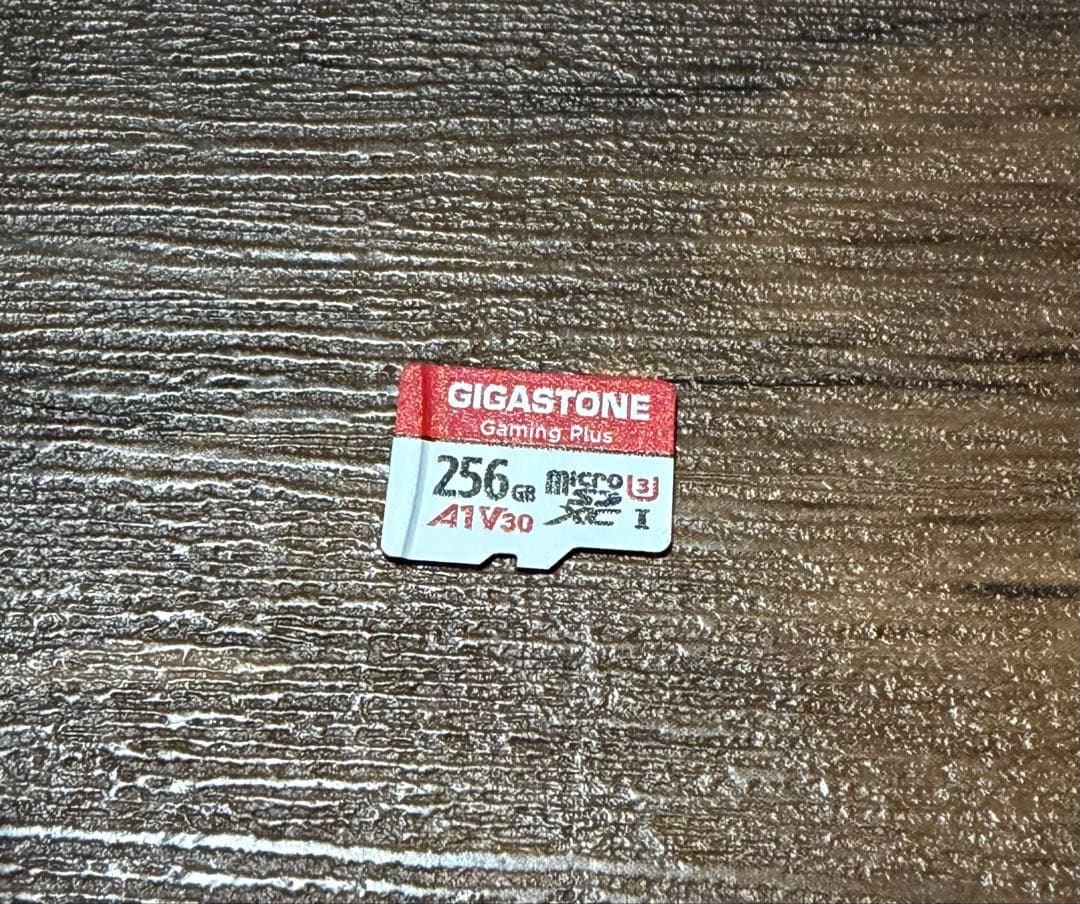 GIGASTONE
Gaming Plus
256GB micro SD XC U3
A1 V30 I